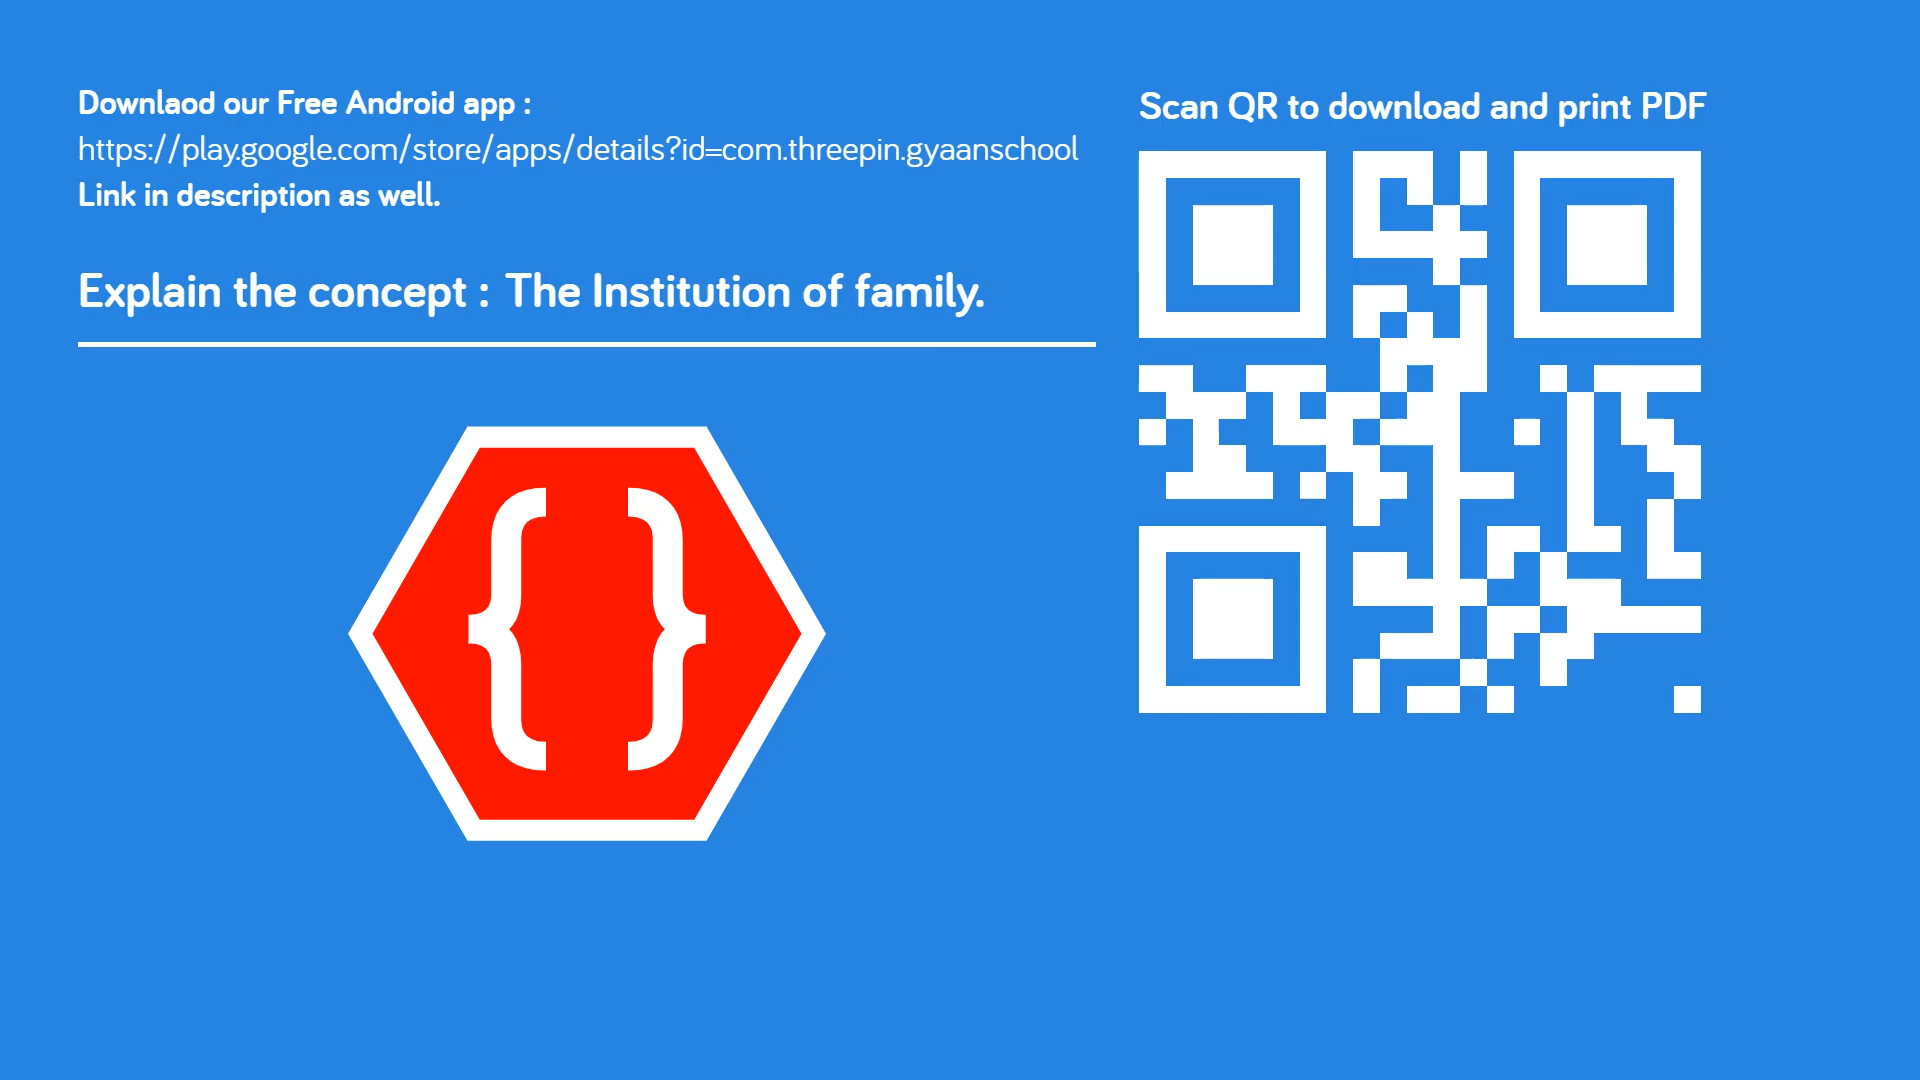 Downlaod our Free Android app :
https://play.google.com/store/apps/details?id=com.threepin.gyaanschool
Link in description as well.
Explain the concept : The Institution of family.
{ }
Scan QR to download and print PDF